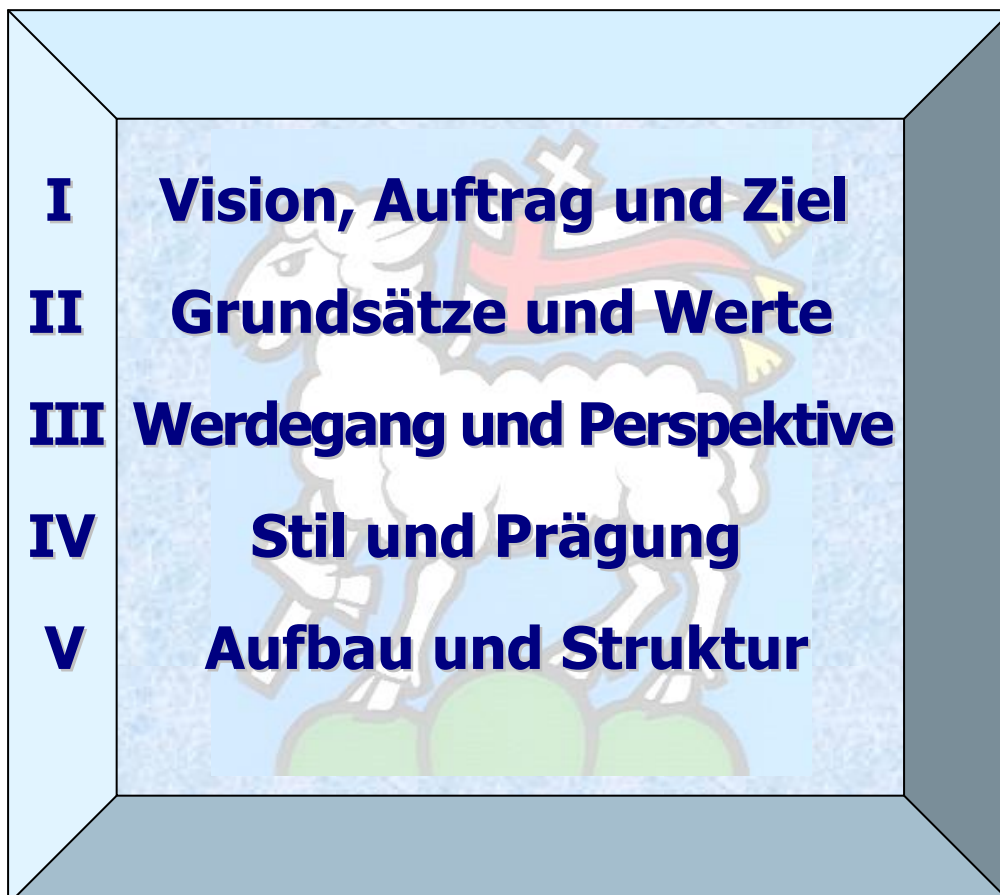 I Vision, Auftrag und Ziel
II Grundsätze und Werte
III Werdegang und Perspektive
IV Stil und Prägung
V Aufbau und Struktur